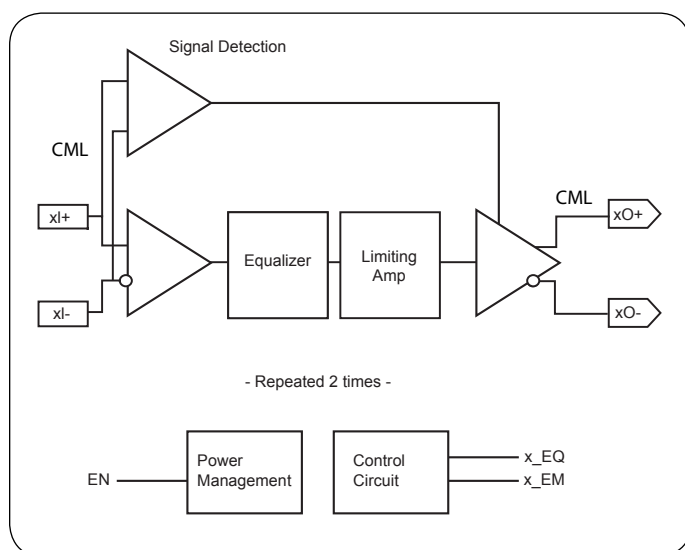 Signal Detection
CML
CML
xI+
xO+
Equalizer
Limiting
Amp
xI-
xO-
- Repeated 2 times -
Power
Management
Control
Circuit
EN
x_EQ
x_EM